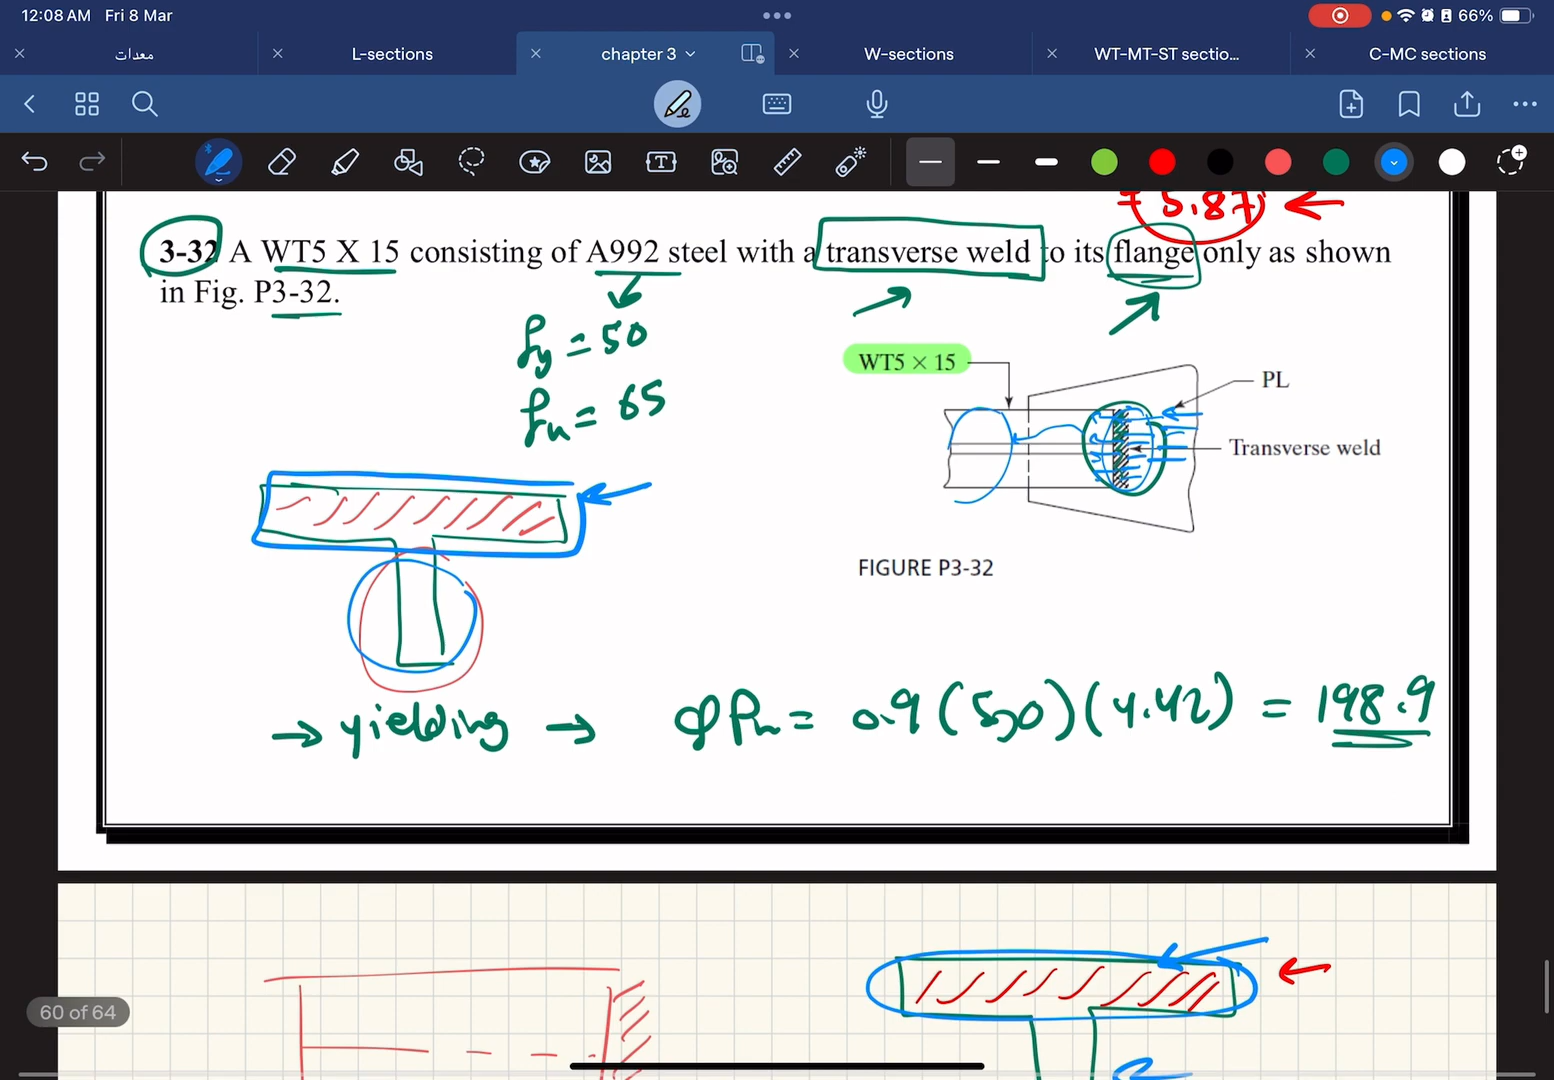 12:08 AM Fri 8 Mar
66%
معدات
L-sections
chapter 3
W-sections
WT-MT-ST sectio...
C-MC sections
5.87
3-32 A WT5 X 15 consisting of A992 steel with a transverse weld to its flange only as shown
in Fig. P3-32.
fy = 50
fu = 65
WT5 × 15
PL
Transverse weld
FIGURE P3-32
→ yielding → φPn = 0.9 (50) (4.42) = 198.9
60 of 64